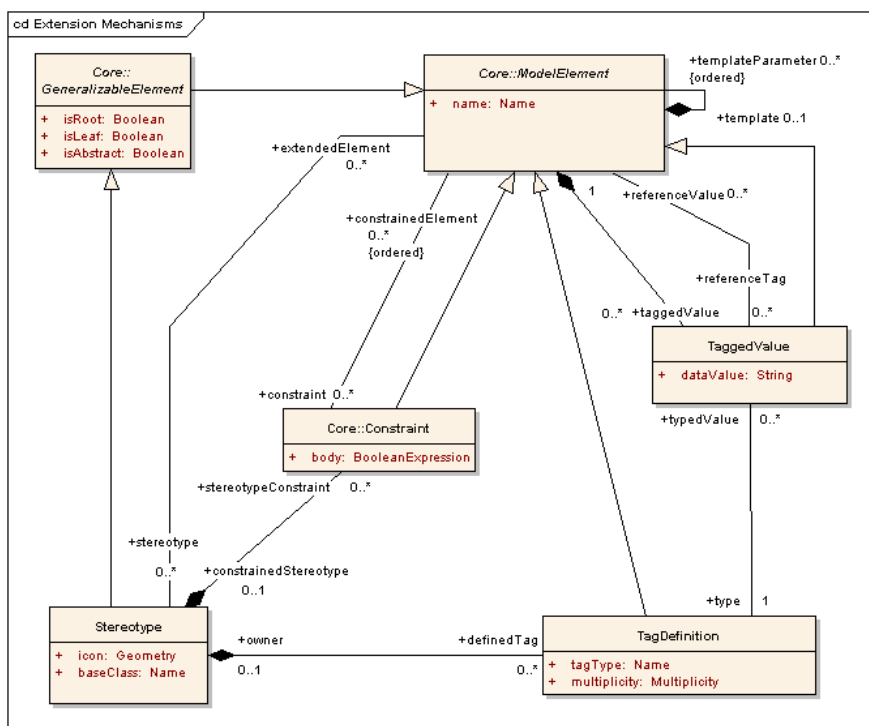 cd Extension Mechanisms
Core::
GeneralizableElement
+ isRoot: Boolean
+ isLeaf: Boolean
+ isAbstract: Boolean
Core::ModelElement
+ name: Name
+templateParameter 0..*
{ordered}
+template 0..1
+extendedElement
0..*
+constrainedElement
0..*
{ordered}
1
+referenceValue 0..*
+referenceTag
0..*
0..* +taggedValue
TaggedValue
+ dataValue: String
+typedValue 0..*
+constraint 0..*
Core::Constraint
+ body: BooleanExpression
+stereotypeConstraint 0..*
+stereotype
0..*
+constrainedStereotype
0..1
+type 1
Stereotype
+ icon: Geometry
+ baseClass: Name
+owner
0..1
+definedTag
0..*
TagDefinition
+ tagType: Name
+ multiplicity: Multiplicity